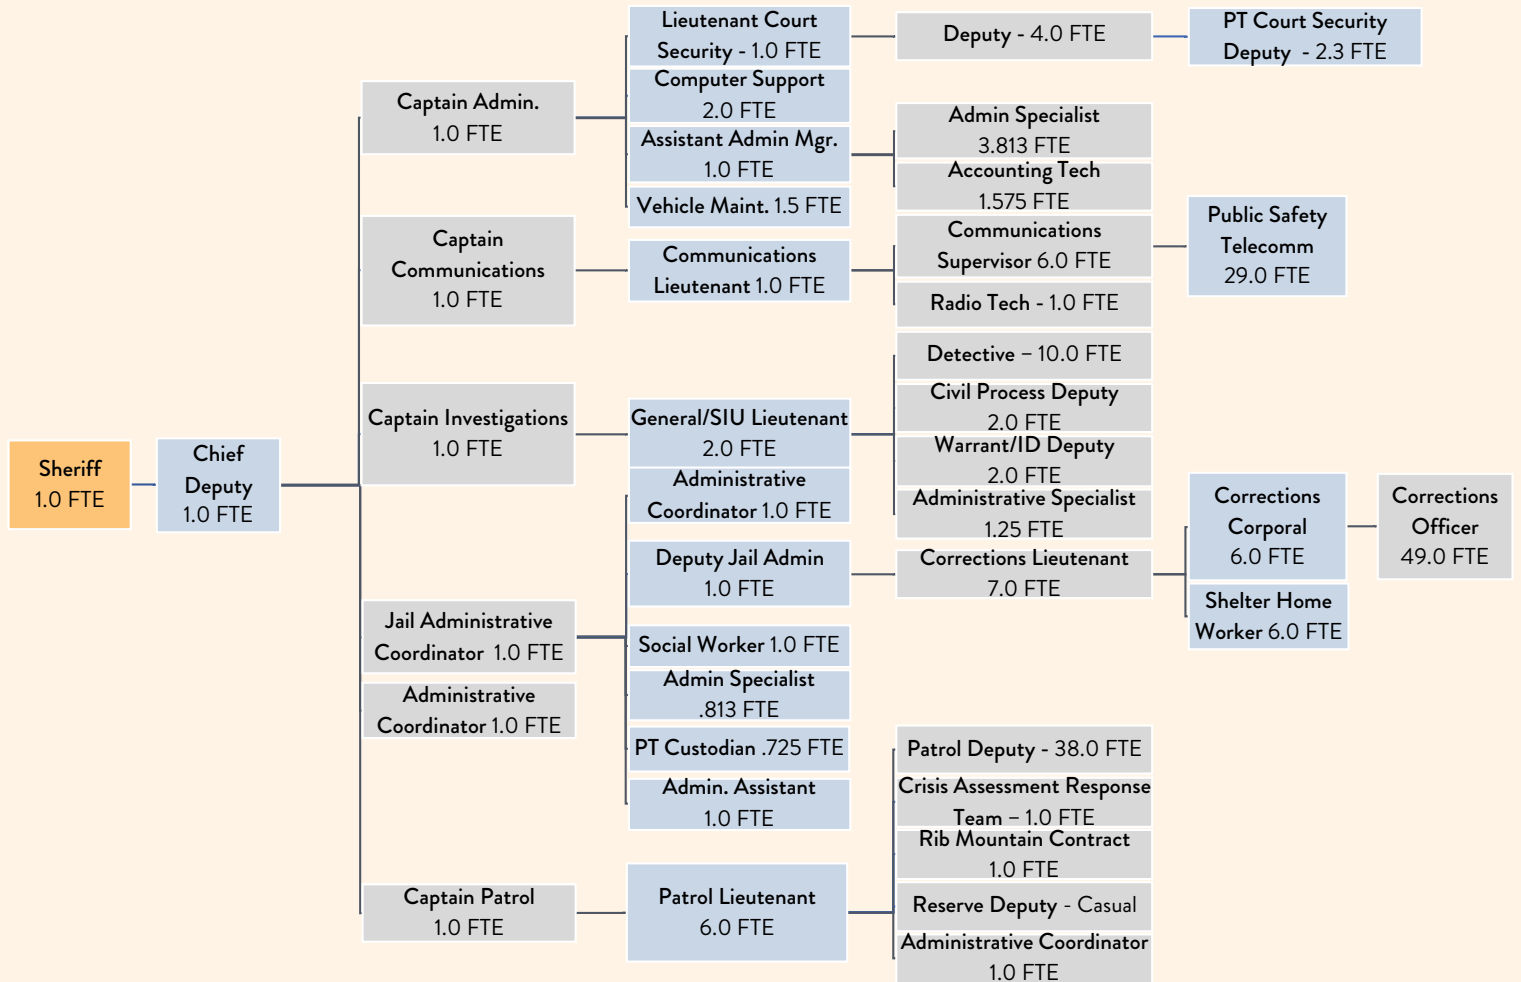 Sheriff
1.0 FTE
Chief
Deputy
1.0 FTE
Captain Admin.
1.0 FTE
Lieutenant Court
Security - 1.0 FTE
Deputy - 4.0 FTE
PT Court Security
Deputy - 2.3 FTE
Computer Support
2.0 FTE
Assistant Admin Mgr.
1.0 FTE
Admin Specialist
3.813 FTE
Accounting Tech
1.575 FTE
Vehicle Maint. 1.5 FTE
Captain
Communications
1.0 FTE
Communications
Lieutenant 1.0 FTE
Communications
Supervisor 6.0 FTE
Public Safety
Telecomm
29.0 FTE
Radio Tech - 1.0 FTE
Captain Investigations
1.0 FTE
General/SIU Lieutenant
2.0 FTE
Detective – 10.0 FTE
Civil Process Deputy
2.0 FTE
Warrant/ID Deputy
2.0 FTE
Administrative Specialist
1.25 FTE
Jail Administrative
Coordinator 1.0 FTE
Administrative
Coordinator 1.0 FTE
Deputy Jail Admin
1.0 FTE
Corrections Lieutenant
7.0 FTE
Corrections
Corporal
6.0 FTE
Corrections
Officer
49.0 FTE
Shelter Home
Worker 6.0 FTE
Social Worker 1.0 FTE
Admin Specialist
.813 FTE
PT Custodian .725 FTE
Admin. Assistant
1.0 FTE
Administrative
Coordinator 1.0 FTE
Captain Patrol
1.0 FTE
Patrol Lieutenant
6.0 FTE
Patrol Deputy - 38.0 FTE
Crisis Assessment Response
Team – 1.0 FTE
Rib Mountain Contract
1.0 FTE
Reserve Deputy - Casual
Administrative Coordinator
1.0 FTE